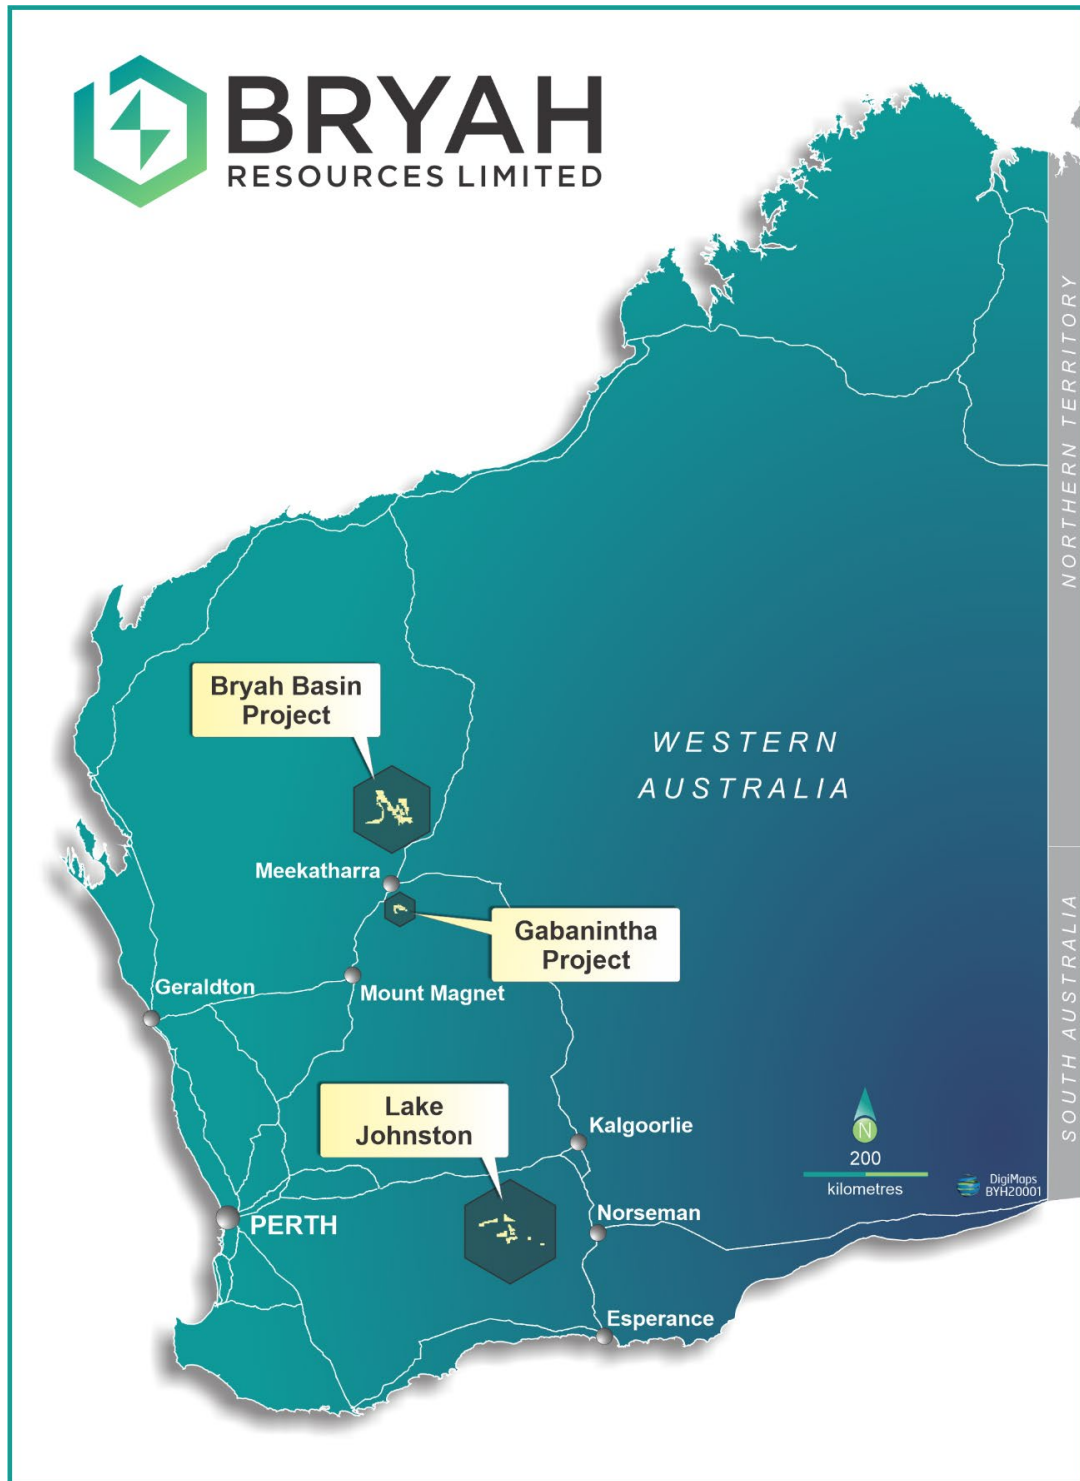 BRYAH
RESOURCES LIMITED
NORTHERN TERRITORY
Bryah Basin
Project
WESTERN
AUSTRALIA
Meekatharra
Gabanintha
Project
Geraldton
Mount Magnet
SOUTH AUSTRALIA
Lake
Johnston
Kalgoorlie
N
200
kilometres
DigiMaps
BYH20001
PERTH
Norseman
Esperance